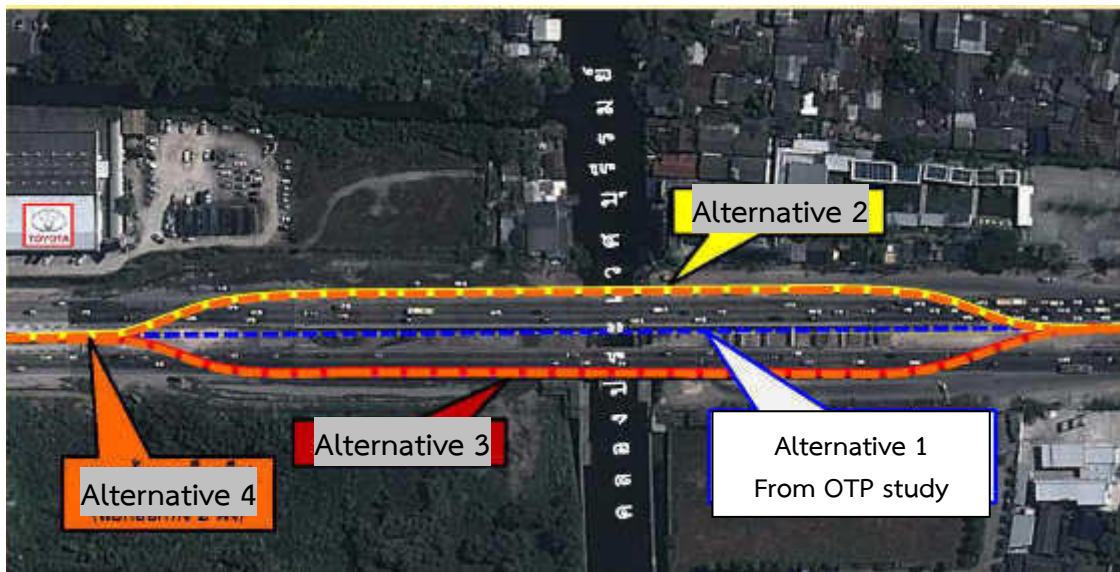 Alternative 2
TOYOTA
Alternative 3
Alternative 1
From OTP study
Alternative 4